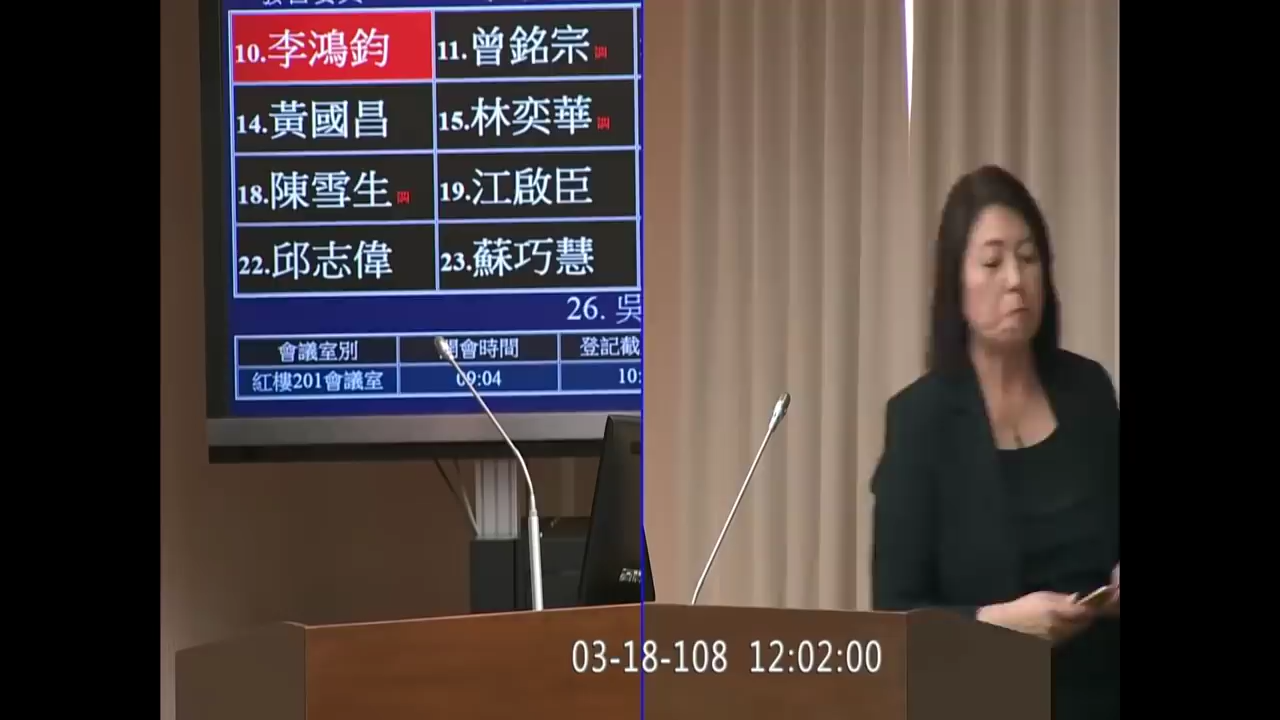 10.李鴻鈞 11.曾銘宗
14.黃國昌 15.林奕華
18.陳雪生 19.江啟臣
22.邱志偉 23.蘇巧慧
26. 吳
會議室別 開會時間 登記截
紅樓201會議室 09:04 10:
03-18-108 12:02:00